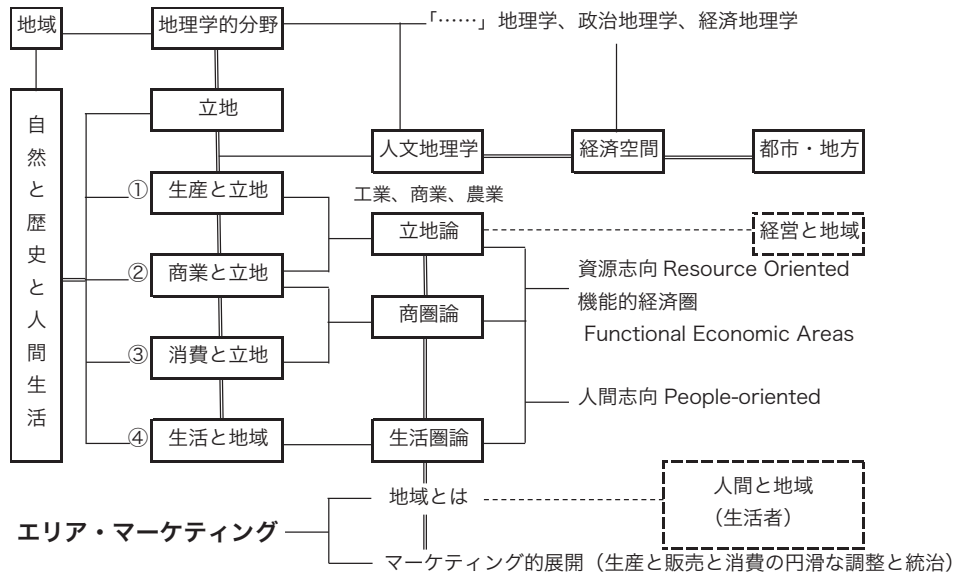 地域
地理学的分野
「……」地理学、政治地理学、経済地理学
自然と歴史と人間生活
立地
人文地理学
経済空間
都市・地方
① 生産と立地
工業、商業、農業
立地論
経営と地域
② 商業と立地
資源志向 Resource Oriented
機能的経済圏
Functional Economic Areas
商圏論
③ 消費と立地
人間志向 People-oriented
④ 生活と地域
生活圏論
地域とは
人間と地域
（生活者）
エリア・マーケティング
マーケティング的展開（生産と販売と消費の円滑な調整と統治）